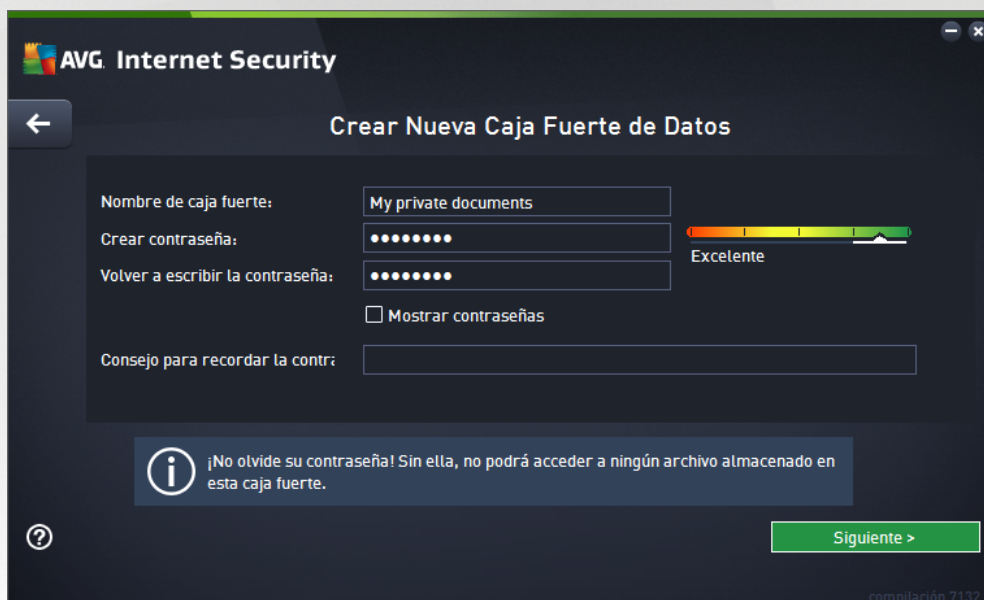 AVG. Internet Security
Crear Nueva Caja Fuerte de Datos
Nombre de caja fuerte: My private documents
Crear contraseña: ••••••••
Excelente
Volver a escribir la contraseña: ••••••••
Mostrar contraseñas
Consejo para recordar la contra
¡No olvide su contraseña! Sin ella, no podrá acceder a ningún archivo almacenado en
esta caja fuerte.
Siguiente >
compilación 7132